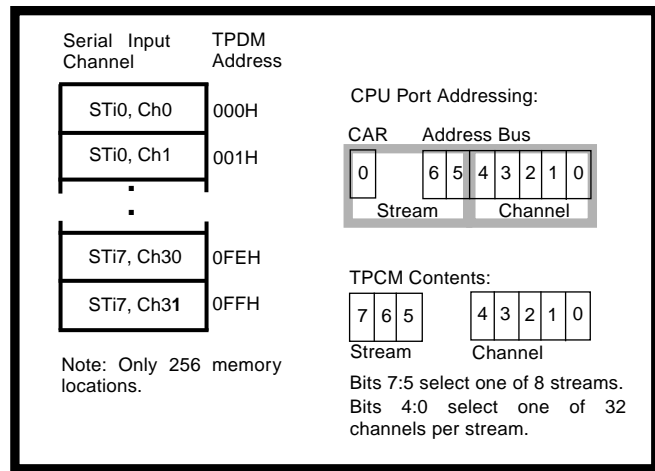 Serial Input Channel
TPDM Address
STi0, Ch0
000H
STi0, Ch1
001H
STi7, Ch30
0FEH
STi7, Ch31
0FFH
Note: Only 256 memory
locations.
CPU Port Addressing:
CAR Address Bus
0 6 5 4 3 2 1 0
Stream Channel
TPCM Contents:
7 6 5 4 3 2 1 0
Stream Channel
Bits 7:5 select one of 8 streams.
Bits 4:0 select one of 32
channels per stream.